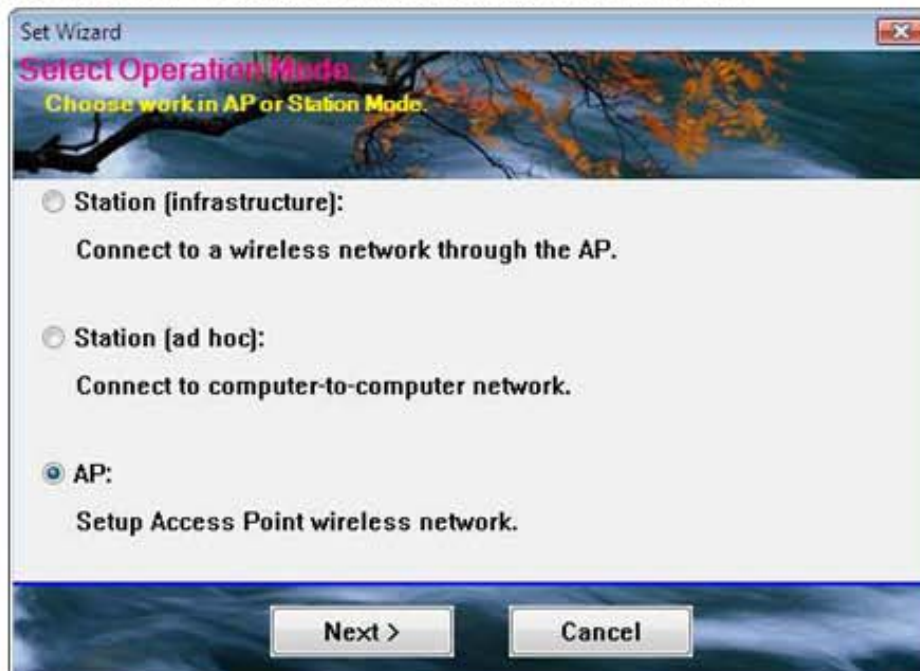 Set Wizard
Select Operation Mode.
Choose work in AP or Station Mode.
Station (infrastructure):
Connect to a wireless network through the AP.
Station (ad hoc):
Connect to computer-to-computer network.
AP:
Setup Access Point wireless network.
Next >
Cancel